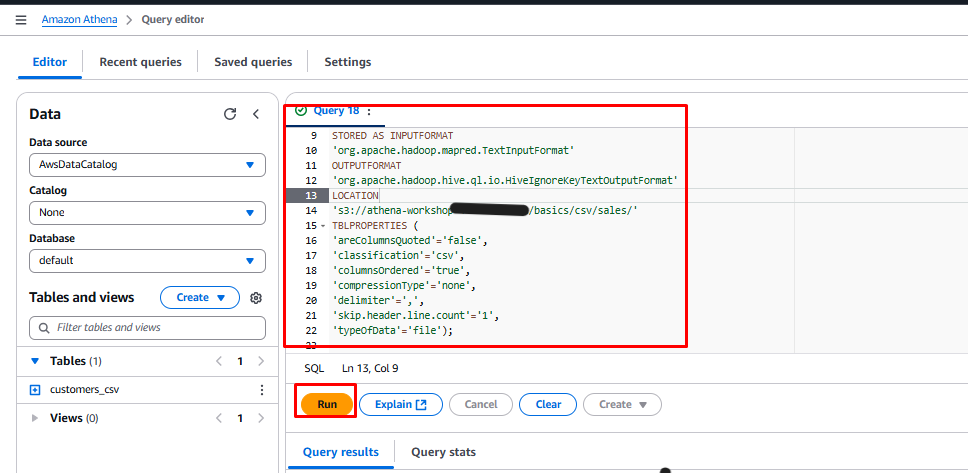 Amazon Athena > Query editor
Editor Recent queries Saved queries Settings
Data
Data source
AwsDataCatalog
Catalog
None
Database
default
Tables and views Create
Filter tables and views
Tables (1) < 1 >
customers_csv
Views (0) < 1 >
Query 18
9 STORED AS INPUTFORMAT
10 'org.apache.hadoop.mapred.TextInputFormat'
11 OUTPUTFORMAT
12 'org.apache.hadoop.hive.ql.io.HiveIgnoreKeyTextOutputFormat'
13 LOCATION
14 's3://athena-workshop /basics/csv/sales/'
15 TBLPROPERTIES (
16 'areColumnsQuoted'='false',
17 'classification'='csv',
18 'columnsOrdered'='true',
19 'compressionType'='none',
20 'delimiter'=',',
21 'skip.header.line.count'='1',
22 'typeOfData'='file');
23
SQL Ln 13, Col 9
Run Explain Cancel Clear Create
Query results Query stats